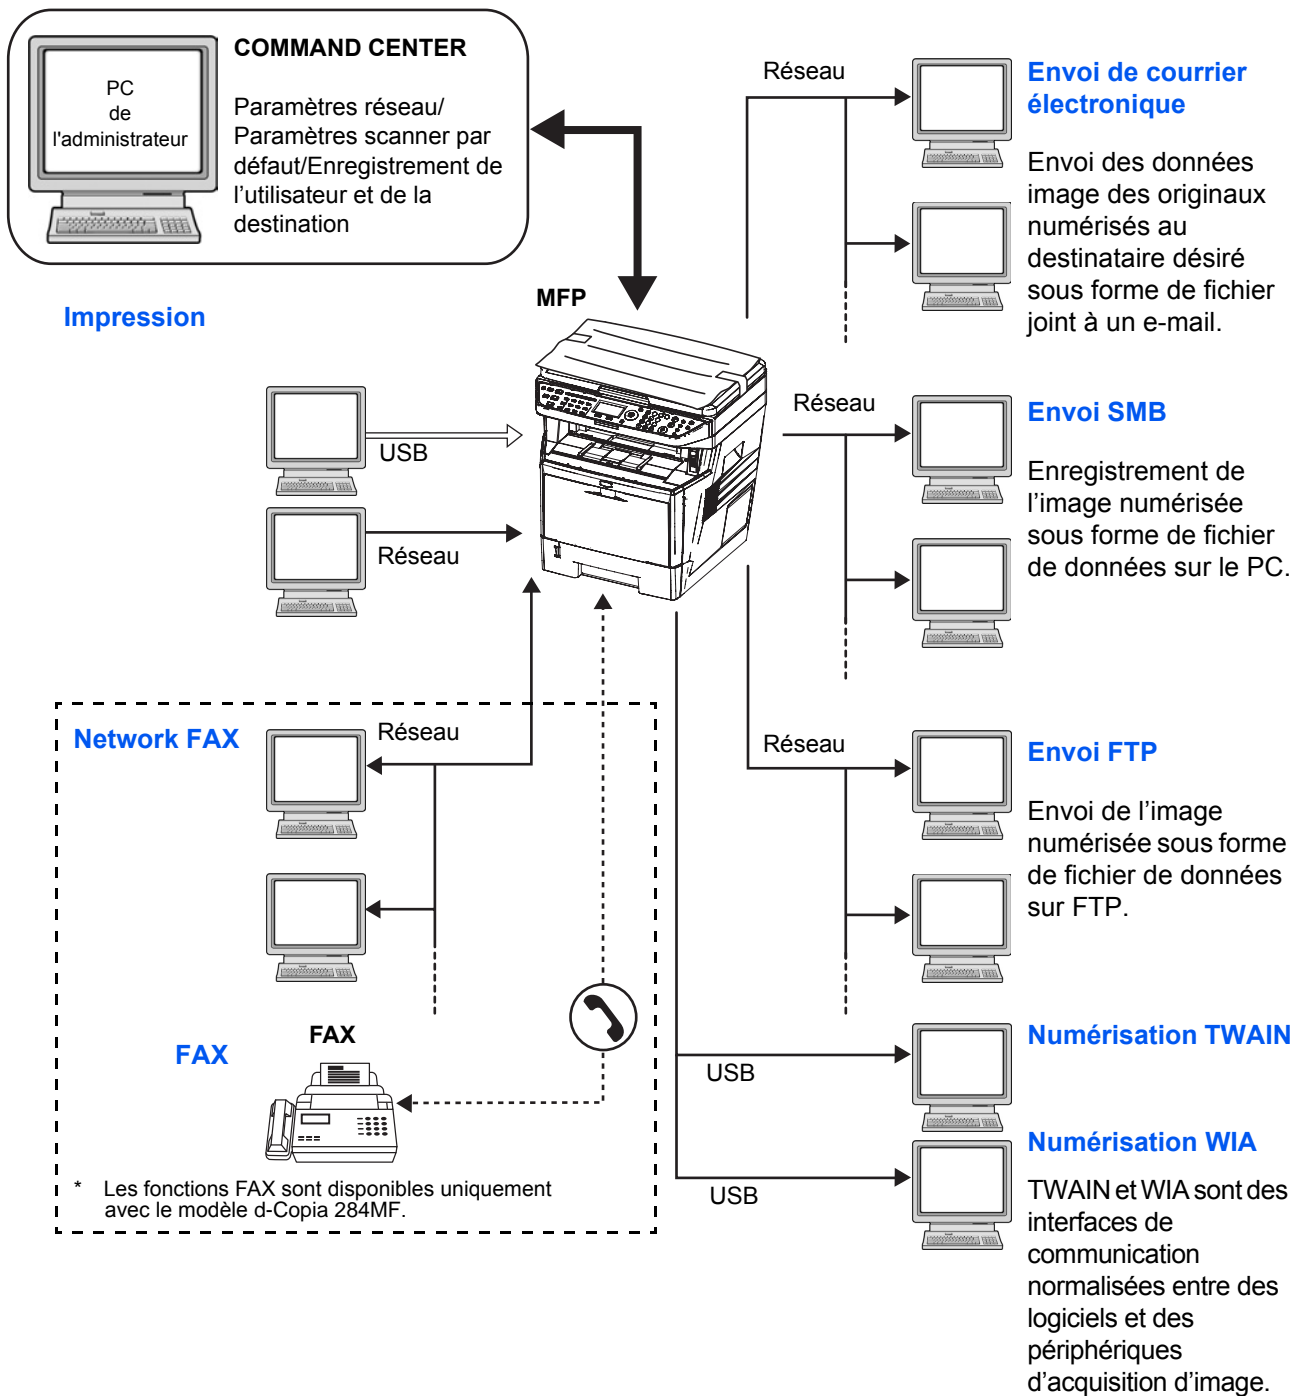 COMMAND CENTER
PC
de
l'administrateur
Paramètres réseau/
Paramètres scanner par
défaut/Enregistrement de
l’utilisateur et de la
destination
Réseau
Envoi de courrier
électronique
Envoi des données
image des originaux
numérisés au
destinataire désiré
sous forme de fichier
joint à un e-mail.
MFP
Impression
USB
Réseau
Réseau
Envoi SMB
Enregistrement de
l’image numérisée
sous forme de fichier
de données sur le PC.
Network FAX
Réseau
Réseau
Envoi FTP
Envoi de l’image
numérisée sous forme
de fichier de données
sur FTP.
FAX
FAX
* Les fonctions FAX sont disponibles uniquement
avec le modèle d-Copia 284MF.
USB
Numérisation TWAIN
USB
Numérisation WIA
TWAIN et WIA sont des
interfaces de
communication
normalisées entre des
logiciels et des
périphériques
d’acquisition d’image.